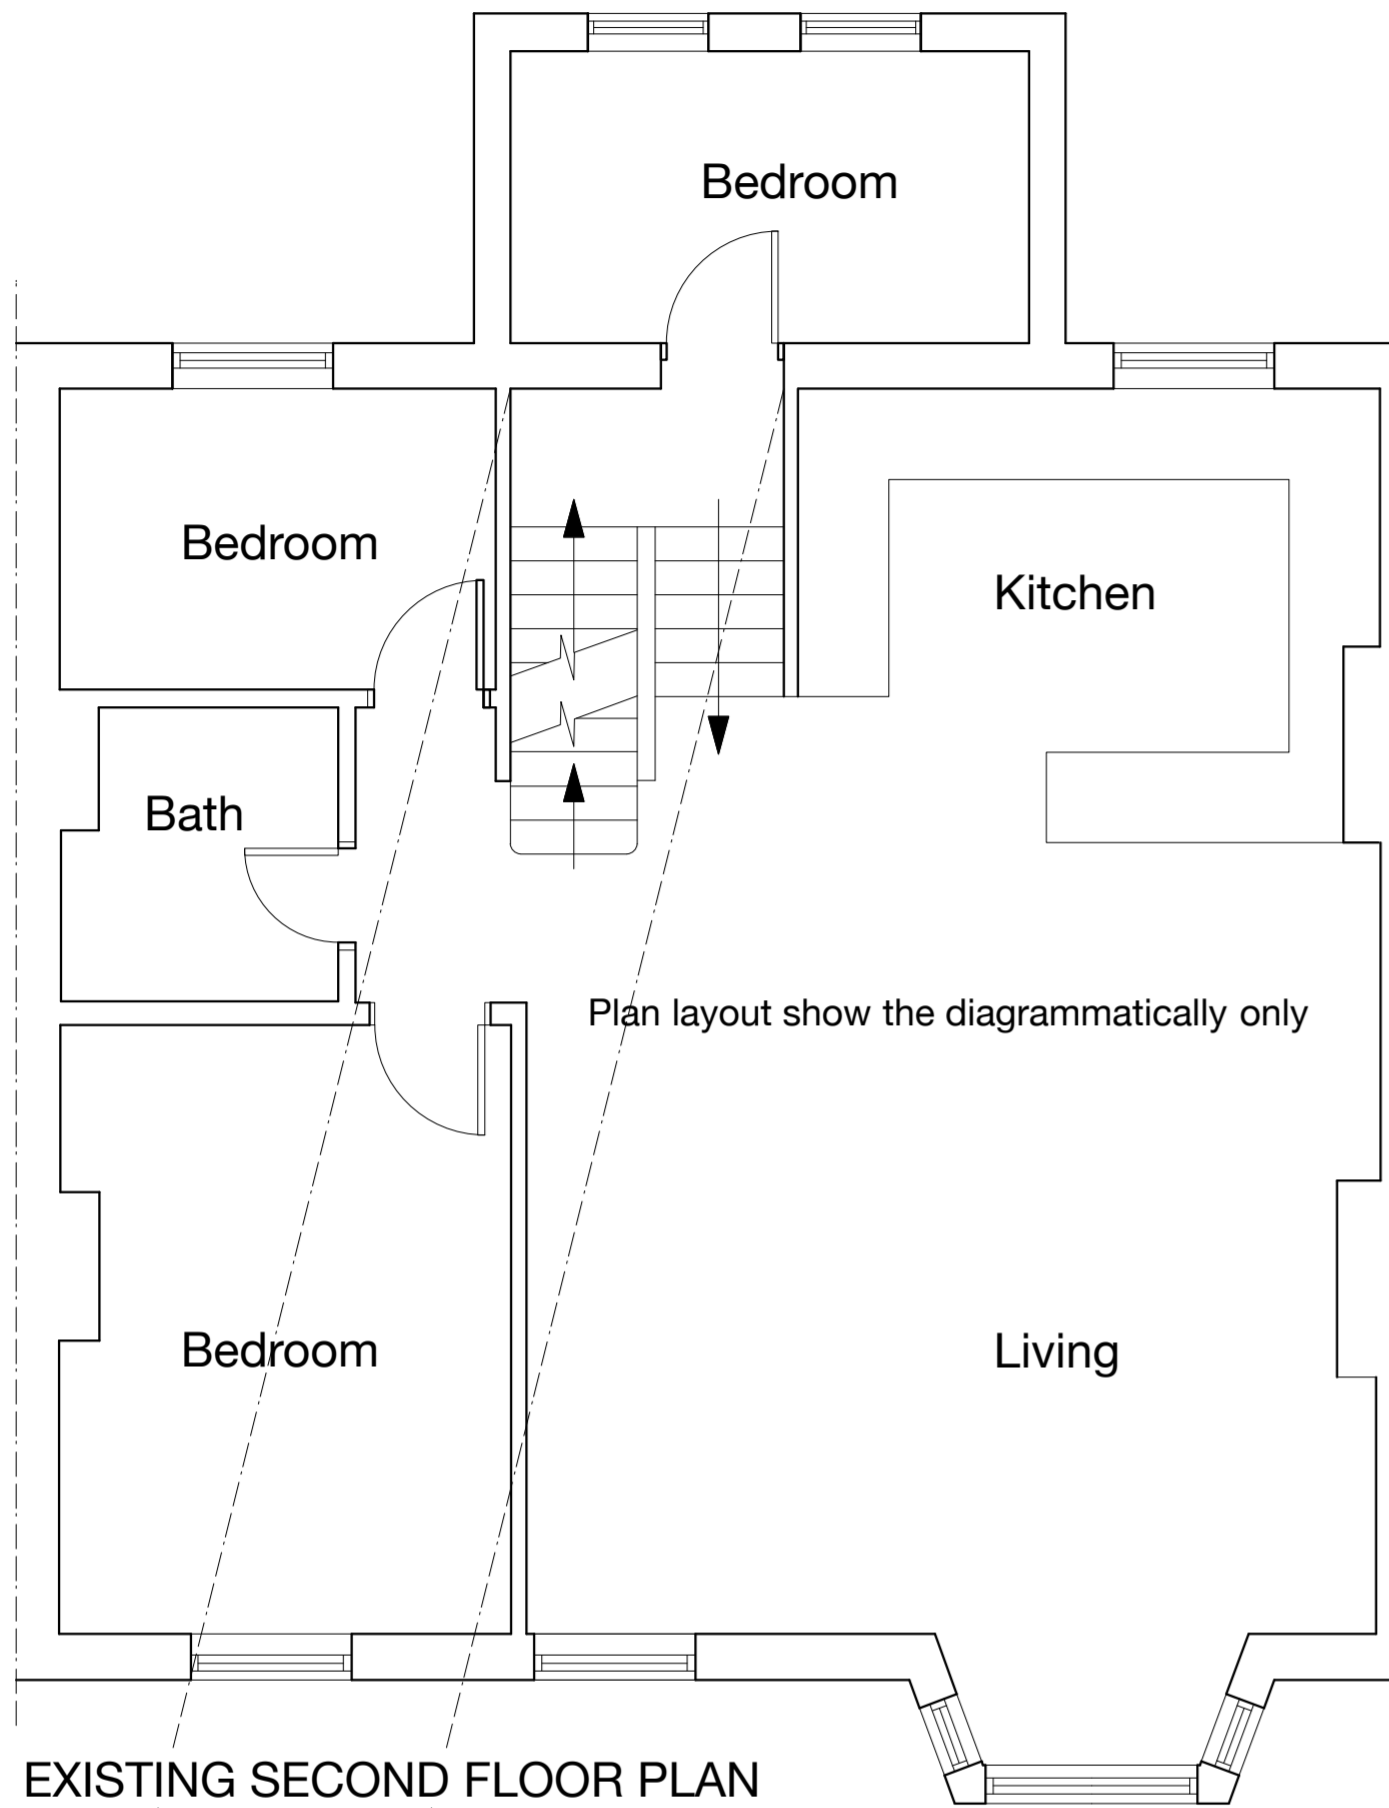 Bedroom
Bedroom
Kitchen
Bath
Plan layout show the diagrammatically only
Bedroom
Living
EXISTING SECOND FLOOR PLAN